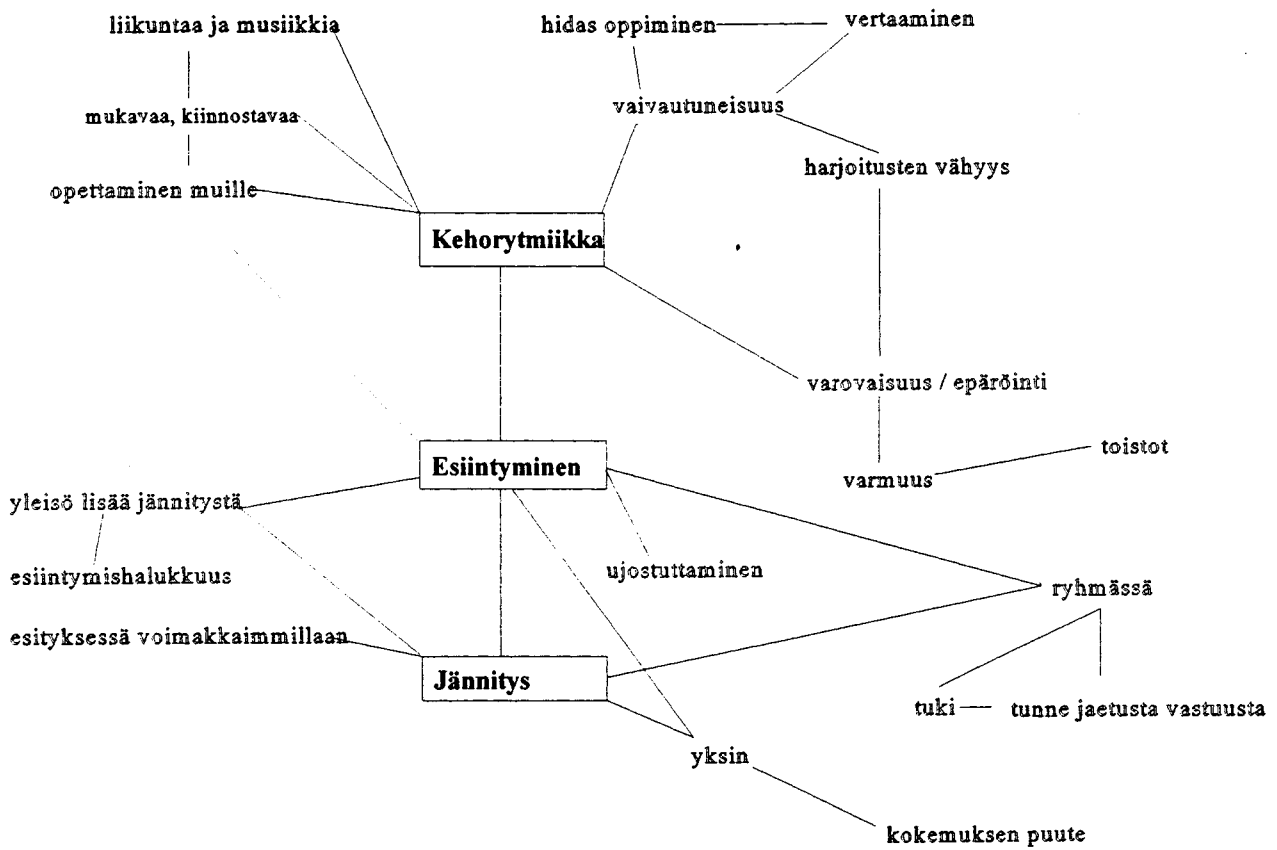 liikuntaa ja musiikkia
hidas oppiminen
vertaaminen
mukavaa, kiinnostavaa
vaivautuneisuus
opettaminen muille
harjoitusten vähyys
Kehorytmiikka
varovaisuus / epäröinti
Esiintyminen
toistot
varmuus
yleisö lisää jännitystä
esiintymishalukkuus
ujostuttaminen
ryhmässä
esityksessä voimakkaimmillaan
Jännitys
tuki
tunne jaetusta vastuusta
yksin
kokemuksen puute